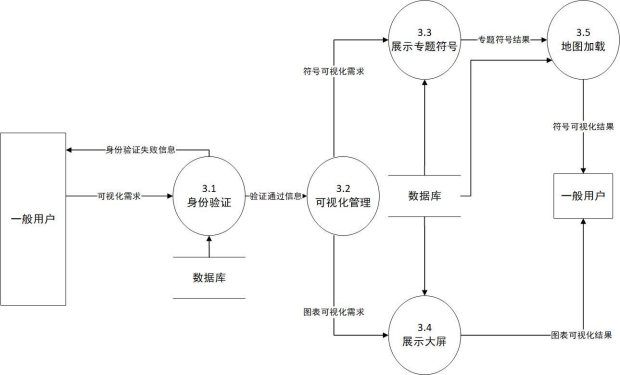 3.3
展示专题符号
专题符号结果
3.5
地图加载
符号可视化需求
符号可视化结果
身份验证失败信息
一般用户
可视化需求
3.1
身份验证
验证通过信息
3.2
可视化管理
数据库
一般用户
数据库
图表可视化需求
3.4
展示大屏
图表可视化结果